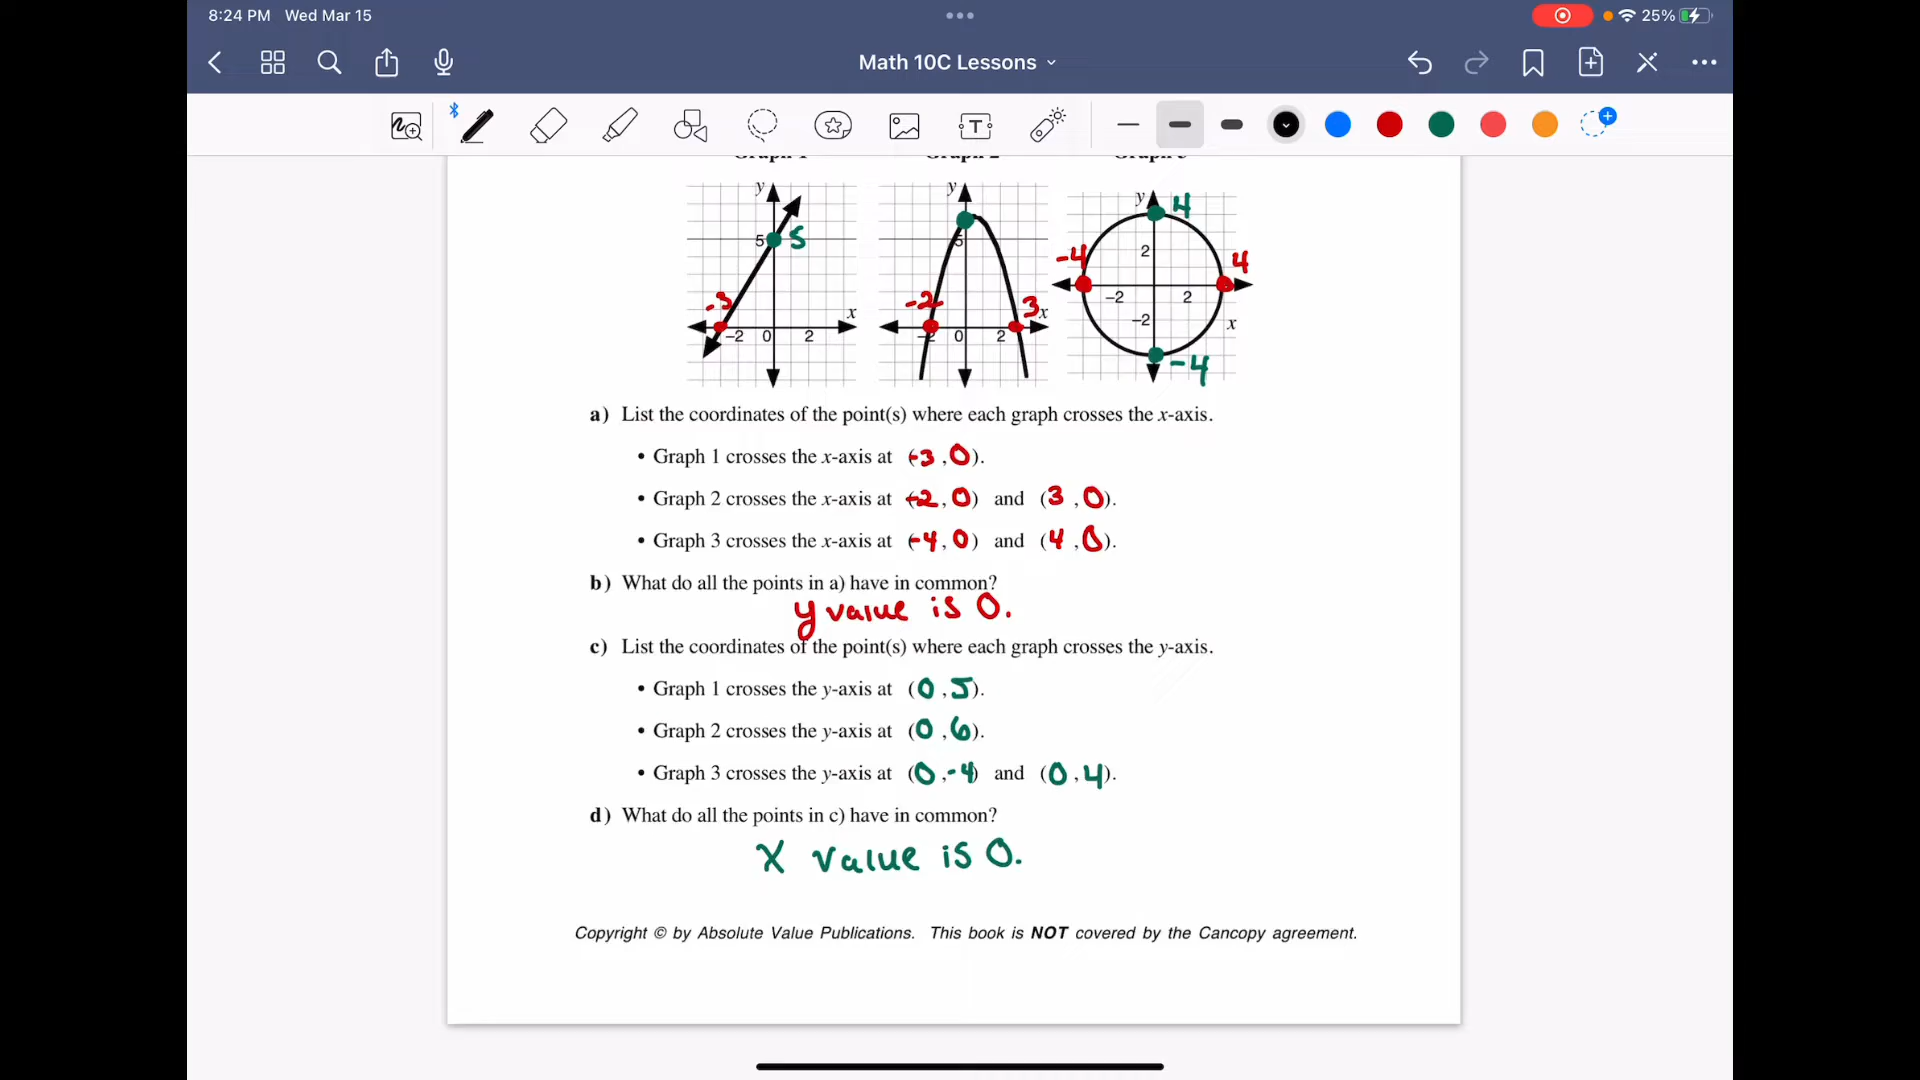 8:24 PM Wed Mar 15
25%
Math 10C Lessons
T
Graph 1 Graph 2 Graph 3
y y y 4
5 5 5 2 -4 4
-3 x -2 3 x -2 2
-2 0 2 -2 0 2 -2 x
-4
a) List the coordinates of the point(s) where each graph crosses the x-axis.
• Graph 1 crosses the x-axis at (-3, 0).
• Graph 2 crosses the x-axis at (-2, 0) and (3, 0).
• Graph 3 crosses the x-axis at (-4, 0) and (4, 0).
b) What do all the points in a) have in common?
y value is 0.
c) List the coordinates of the point(s) where each graph crosses the y-axis.
• Graph 1 crosses the y-axis at (0, 5).
• Graph 2 crosses the y-axis at (0, 6).
• Graph 3 crosses the y-axis at (0, -4) and (0, 4).
d) What do all the points in c) have in common?
x value is 0.
Copyright © by Absolute Value Publications. This book is NOT covered by the Cancopy agreement.